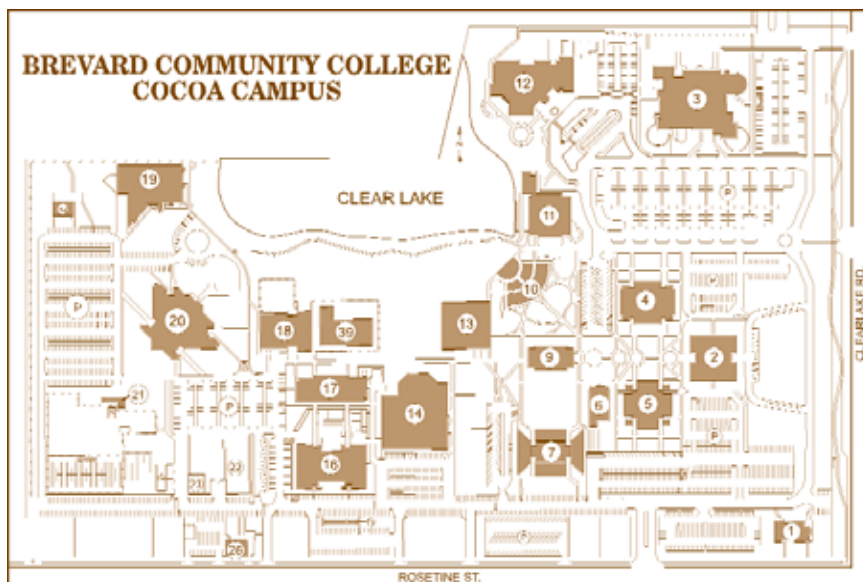 BREVARD COMMUNITY COLLEGE
COCOA CAMPUS
12
3
P
19
CLEAR LAKE
11
P
10
P
4
CLEARLAKE RD.
P
20
18
39
13
9
2
21
17
P
14
6
5
P
7
16
22
23
1
26
P
ROSETINE ST.